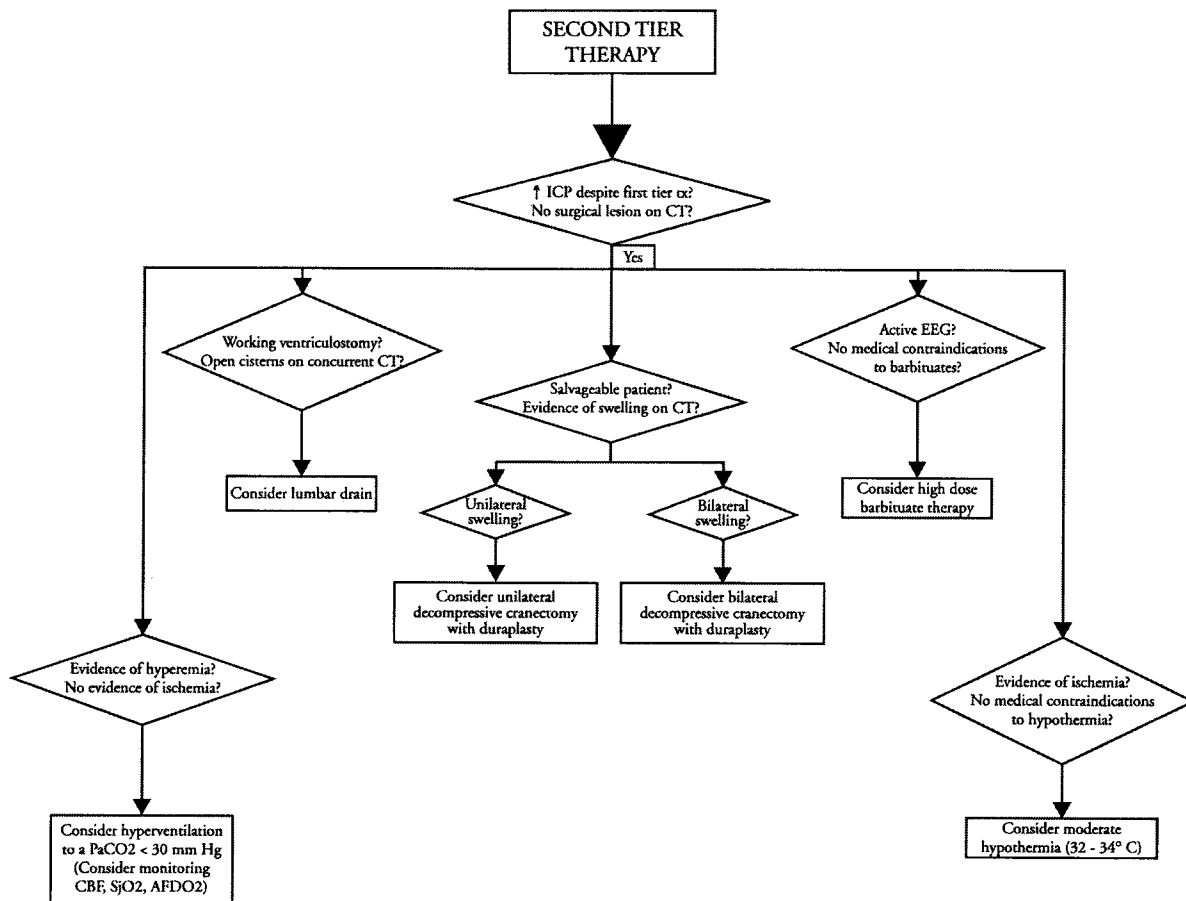 SECOND TIER
THERAPY
↑ ICP despite first tier tx?
No surgical lesion on CT?
Yes
Working ventriculostomy?
Open cisterns on concurrent CT?
Consider lumbar drain
Salvageable patient?
Evidence of swelling on CT?
Unilateral
swelling?
Consider unilateral
decompressive cranectomy
with duraplasty
Bilateral
swelling?
Consider bilateral
decompressive cranectomy
with duraplasty
Active EEG?
No medical contraindications
to barbituates?
Consider high dose
barbituate therapy
Evidence of hyperemia?
No evidence of ischemia?
Consider hyperventilation
to a PaCO2 < 30 mm Hg
(Consider monitoring
CBF, SjO2, AFDO2)
Evidence of ischemia?
No medical contraindications
to hypothermia?
Consider moderate
hypothermia (32 - 34° C)